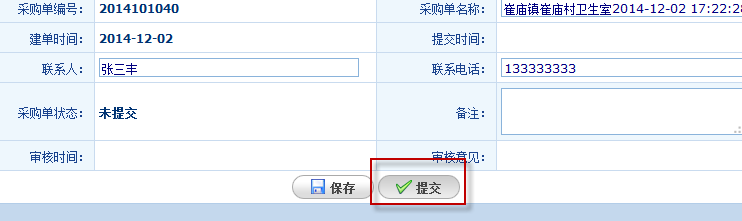 采购单编号： 2014101040 采购单名称： 崔庙镇崔庙村卫生室2014-12-02 17:22:28
建单时间： 2014-12-02 提交时间：
联系人： 张三丰 联系电话： 133333333
采购单状态： 未提交 备注：
审核时间： 审核意见：
保存 提交